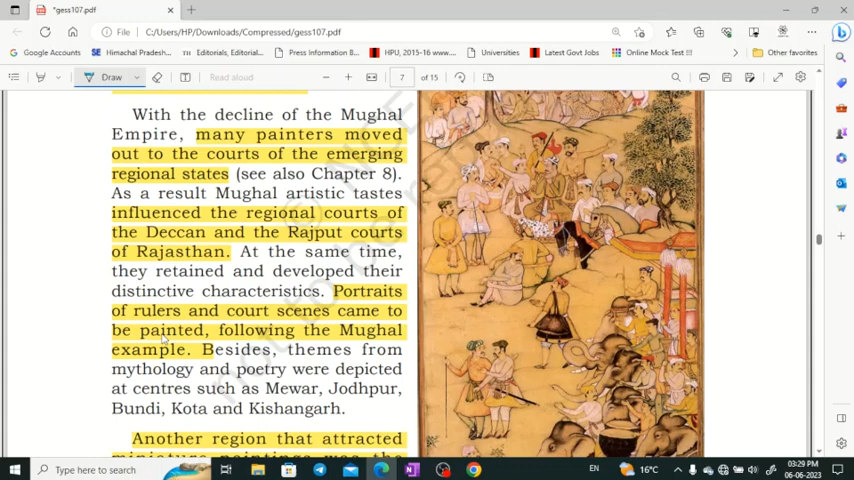 *gess107.pdf
File
C:/Users/HP/Downloads/Compressed/gess107.pdf
Google Accounts
Himachal Pradesh...
Editorials, Editorial...
Press Information B...
HPU, 2015-16 www....
Universities
Latest Govt Jobs
Online Mock Test !!!
Other favorites
Draw
Read aloud
7
of 15
With the decline of the Mughal
Empire, many painters moved
out to the courts of the emerging
regional states (see also Chapter 8).
As a result Mughal artistic tastes
influenced the regional courts of
the Deccan and the Rajput courts
of Rajasthan. At the same time,
they retained and developed their
distinctive characteristics. Portraits
of rulers and court scenes came to
be painted, following the Mughal
example. Besides, themes from
mythology and poetry were depicted
at centres such as Mewar, Jodhpur,
Bundi, Kota and Kishangarh.
Another region that attracted
miniature paintings was the
Type here to search
EN
16°C
03:29 PM
06-06-2023